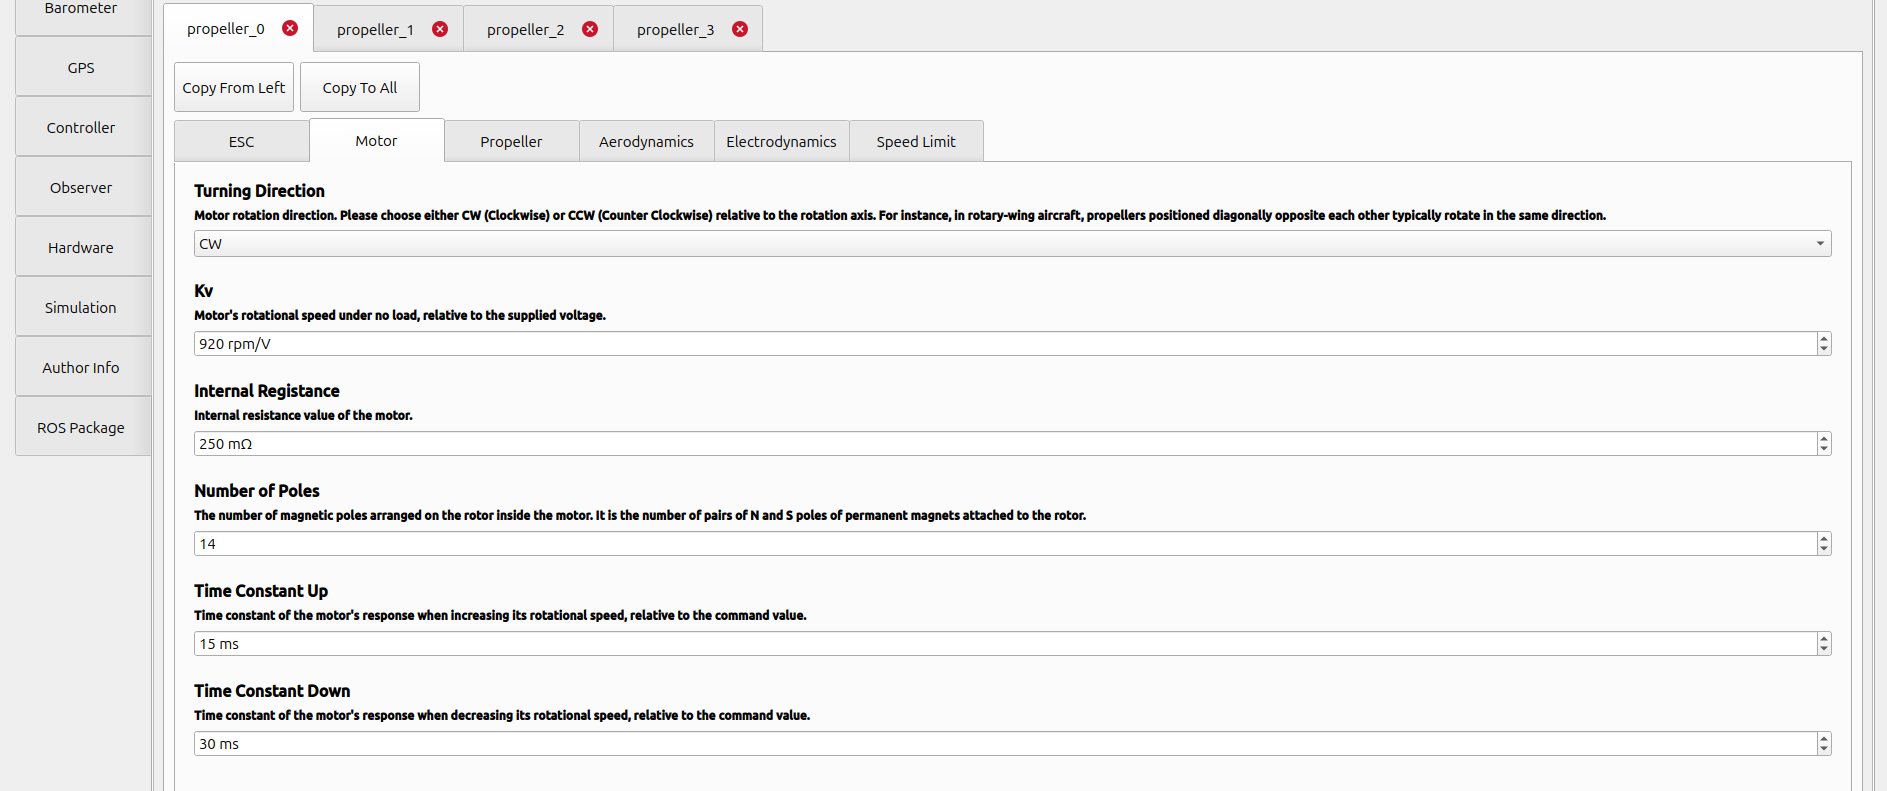 Barometer
GPS
Controller
Observer
Hardware
Simulation
Author Info
ROS Package
propeller_0
propeller_1
propeller_2
propeller_3
Copy From Left
Copy To All
ESC
Motor
Propeller
Aerodynamics
Electrodynamics
Speed Limit
Turning Direction
Motor rotation direction. Please choose either CW (Clockwise) or CCW (Counter Clockwise) relative to the rotation axis. For instance, in rotary-wing aircraft, propellers positioned diagonally opposite each other typically rotate in the same direction.
CW
Kv
Motor's rotational speed under no load, relative to the supplied voltage.
920 rpm/V
Internal Registance
Internal resistance value of the motor.
250 mΩ
Number of Poles
The number of magnetic poles arranged on the rotor inside the motor. It is the number of pairs of N and S poles of permanent magnets attached to the rotor.
14
Time Constant Up
Time constant of the motor's response when increasing its rotational speed, relative to the command value.
15 ms
Time Constant Down
Time constant of the motor's response when decreasing its rotational speed, relative to the command value.
30 ms